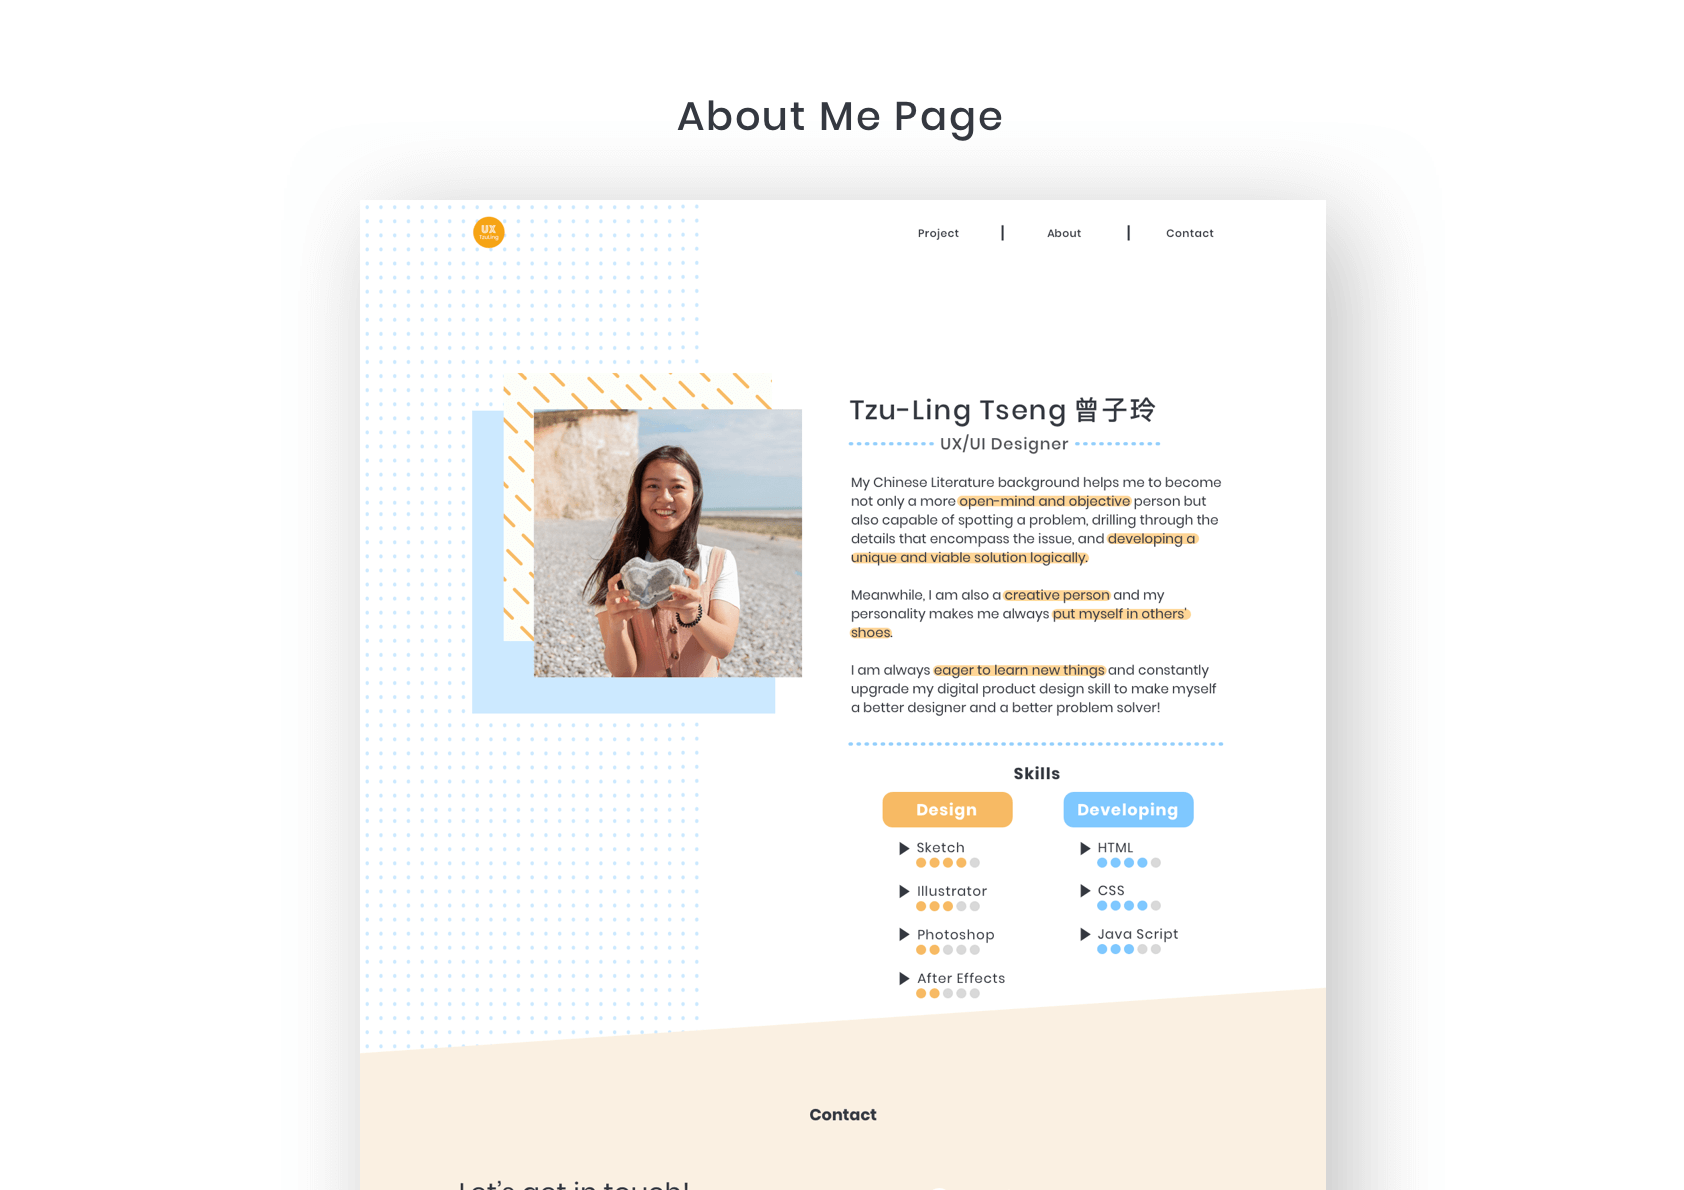 About Me Page
UX
TzuLing
Project
About
Contact
Tzu-Ling Tseng 曾子玲
UX/UI Designer
My Chinese Literature background helps me to become
not only a more open-mind and objective person but
also capable of spotting a problem, drilling through the
details that encompass the issue, and developing a
unique and viable solution logically.
Meanwhile, I am also a creative person and my
personality makes me always put myself in others'
shoes.
I am always eager to learn new things and constantly
upgrade my digital product design skill to make myself
a better designer and a better problem solver!
Skills
Design
Sketch
Illustrator
Photoshop
After Effects
Developing
HTML
CSS
Java Script
Contact
Let's get in touch!